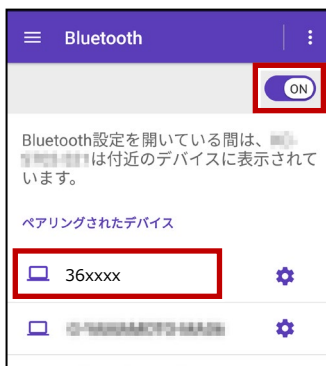 Bluetooth
ON
Bluetooth設定を開いている間は、
は付近のデバイスに表示されて
います。
ペアリングされたデバイス
36xxxx